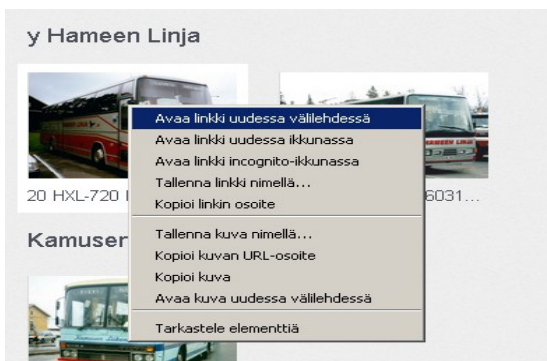 y Hameen Linja
Avaa linkki uudessa välilehdessä
Avaa linkki uudessa ikkunassa
Avaa linkki incognito-ikkunassa
Tallenna linkki nimellä...
Kopioi linkin osoite
20 HXL-720
6031...
Tallenna kuva nimellä...
Kopioi kuvan URL-osoite
Kopioi kuva
Avaa kuva uudessa välilehdessä
Tarkastele elementtiä
Kamuser